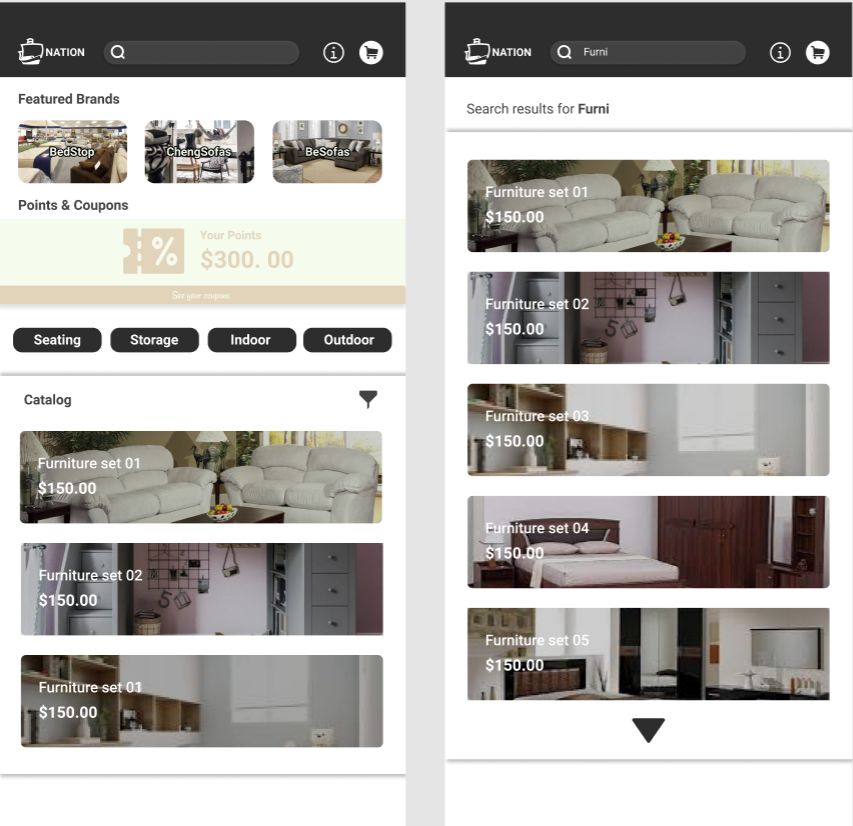 NATION
Featured Brands
BedStop
ChengSofas
BeSofas
Points & Coupons
%
Your Points
$300. 00
See your coupons
Seating
Storage
Indoor
Outdoor
Catalog
Furniture set 01
$150.00
Furniture set 02
$150.00
Furniture set 01
$150.00
NATION
Furni
Search results for Furni
Furniture set 01
$150.00
Furniture set 02
$150.00
Furniture set 03
$150.00
Furniture set 04
$150.00
Furniture set 05
$150.00